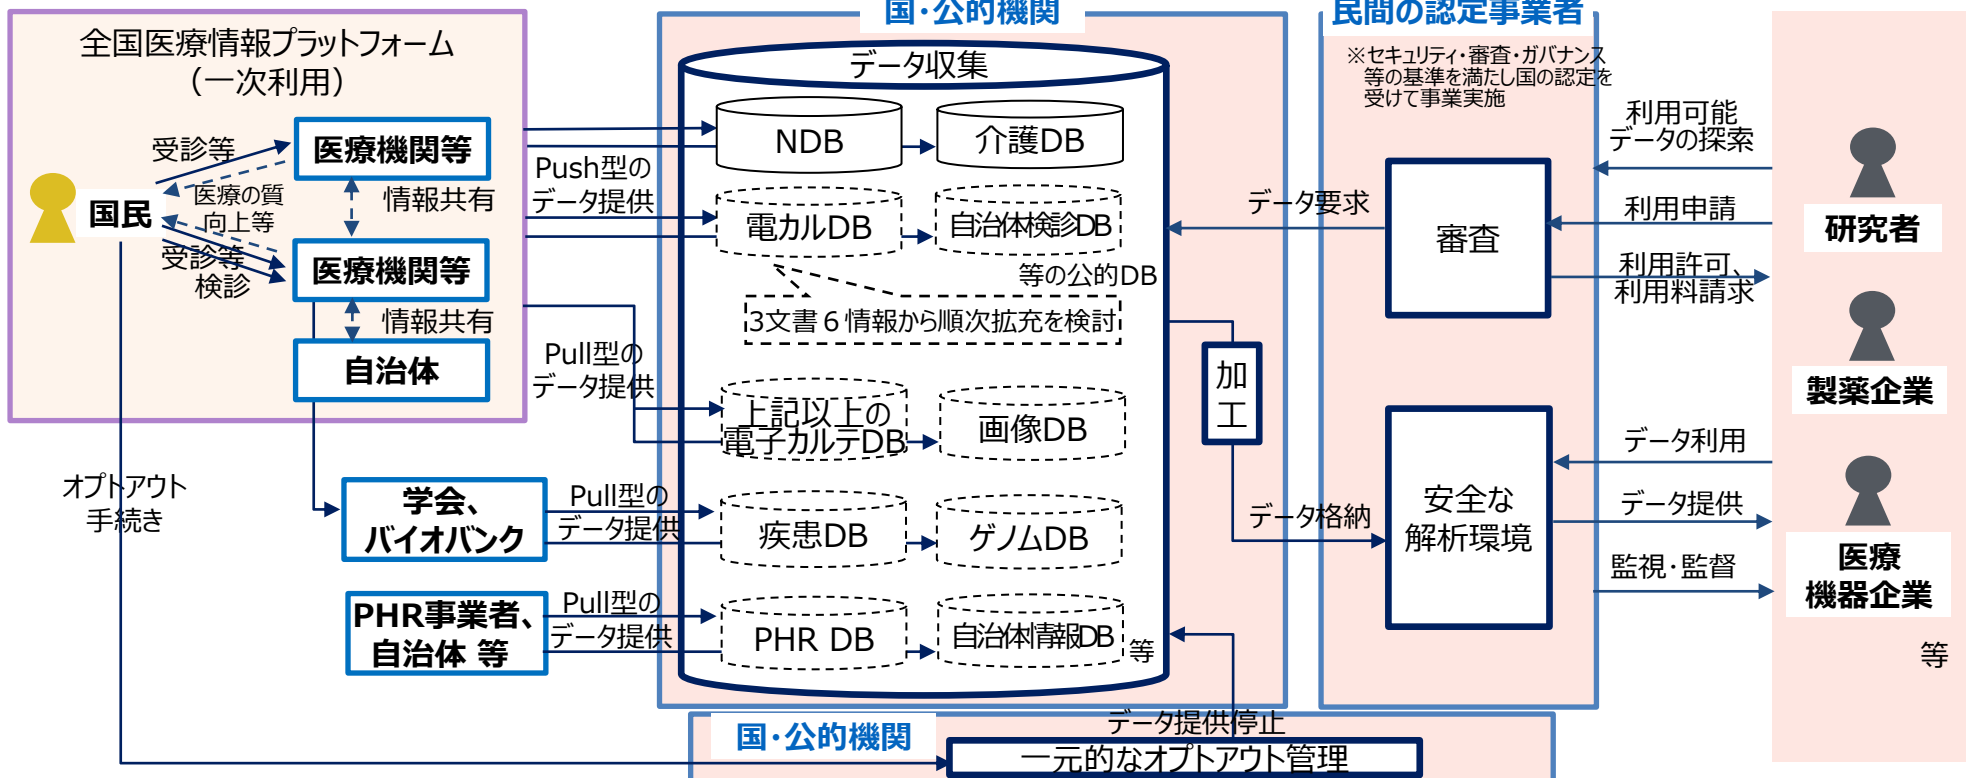 全国医療情報プラットフォーム
（一次利用）
受診等
医療機関等
医療の質
向上等
情報共有
国民
受診等
検診
医療機関等
情報共有
自治体
オプトアウト
手続き
学会、
バイオバンク
PHR事業者、
自治体 等
Push型の
データ提供
Pull型の
データ提供
Pull型の
データ提供
Pull型の
データ提供
国・公的機関
データ収集
NDB
介護DB
電カルDB
自治体検診DB
等の公的DB
3文書６情報から順次拡充を検討
上記以上の
電子カルテDB
画像DB
疾患DB
ゲノムDB
PHR DB
自治体情報DB
等
加
工
データ要求
データ格納
民間の認定事業者
※セキュリティ・審査・ガバナンス
等の基準を満たし国の認定を
受けて事業実施
審査
安全な
解析環境
利用可能
データの探索
利用申請
利用許可、
利用料請求
データ利用
データ提供
監視・監督
研究者
製薬企業
医療
機器企業
等
国・公的機関
データ提供停止
一元的なオプトアウト管理